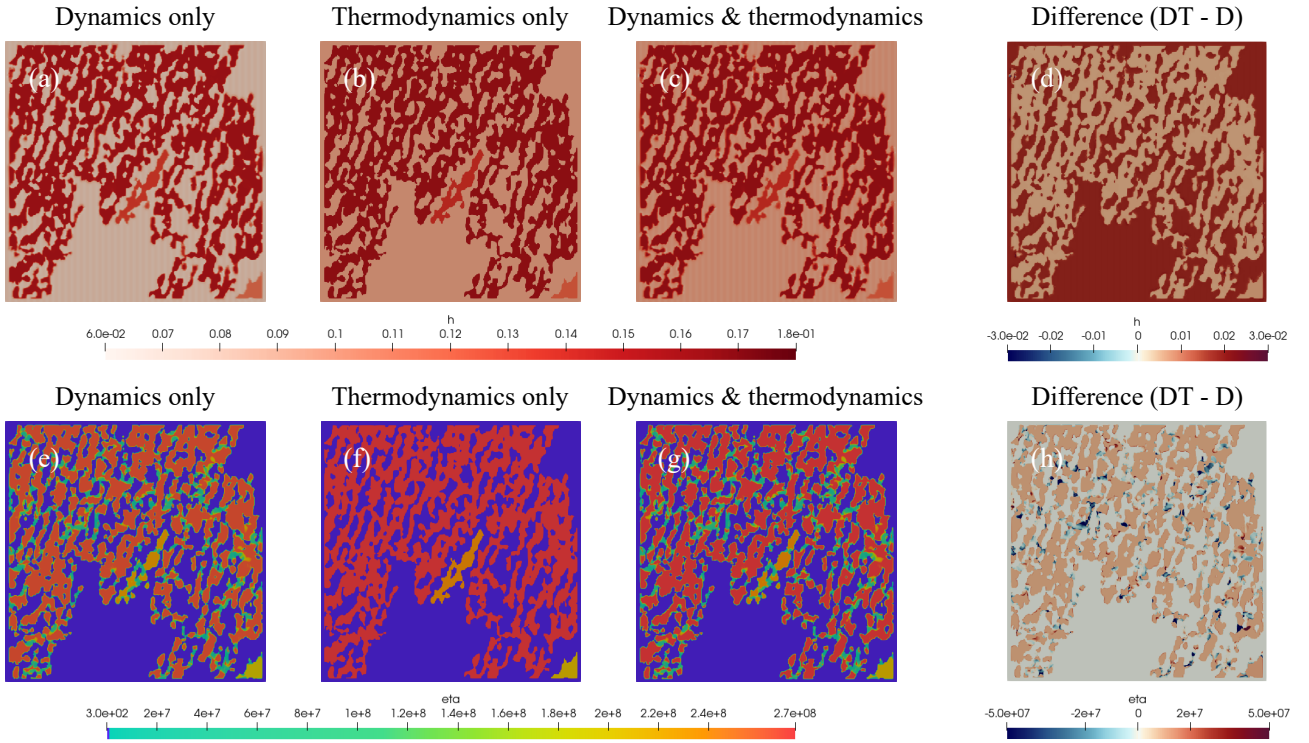 Dynamics only Thermodynamics only Dynamics & thermodynamics Difference (DT - D)
(a) (b) (c) (d)
h h
6.0e-02 0.07 0.08 0.09 0.1 0.11 0.12 0.13 0.14 0.15 0.16 0.17 1.8e-01 -3.0e-02 -0.02 -0.01 0 0.01 0.02 3.0e-02
Dynamics only Thermodynamics only Dynamics & thermodynamics Difference (DT - D)
(e) (f) (g) (h)
eta eta
3.0e+02 2e+7 4e+7 6e+7 8e+7 1e+8 1.20e+8 1.4e+8 1.6e+8 1.8e+8 2e+8 2.2e+8 2.4e+8 2.7e+08 -5.0e+07 -2e+7 0 2e+7 5.0e+07